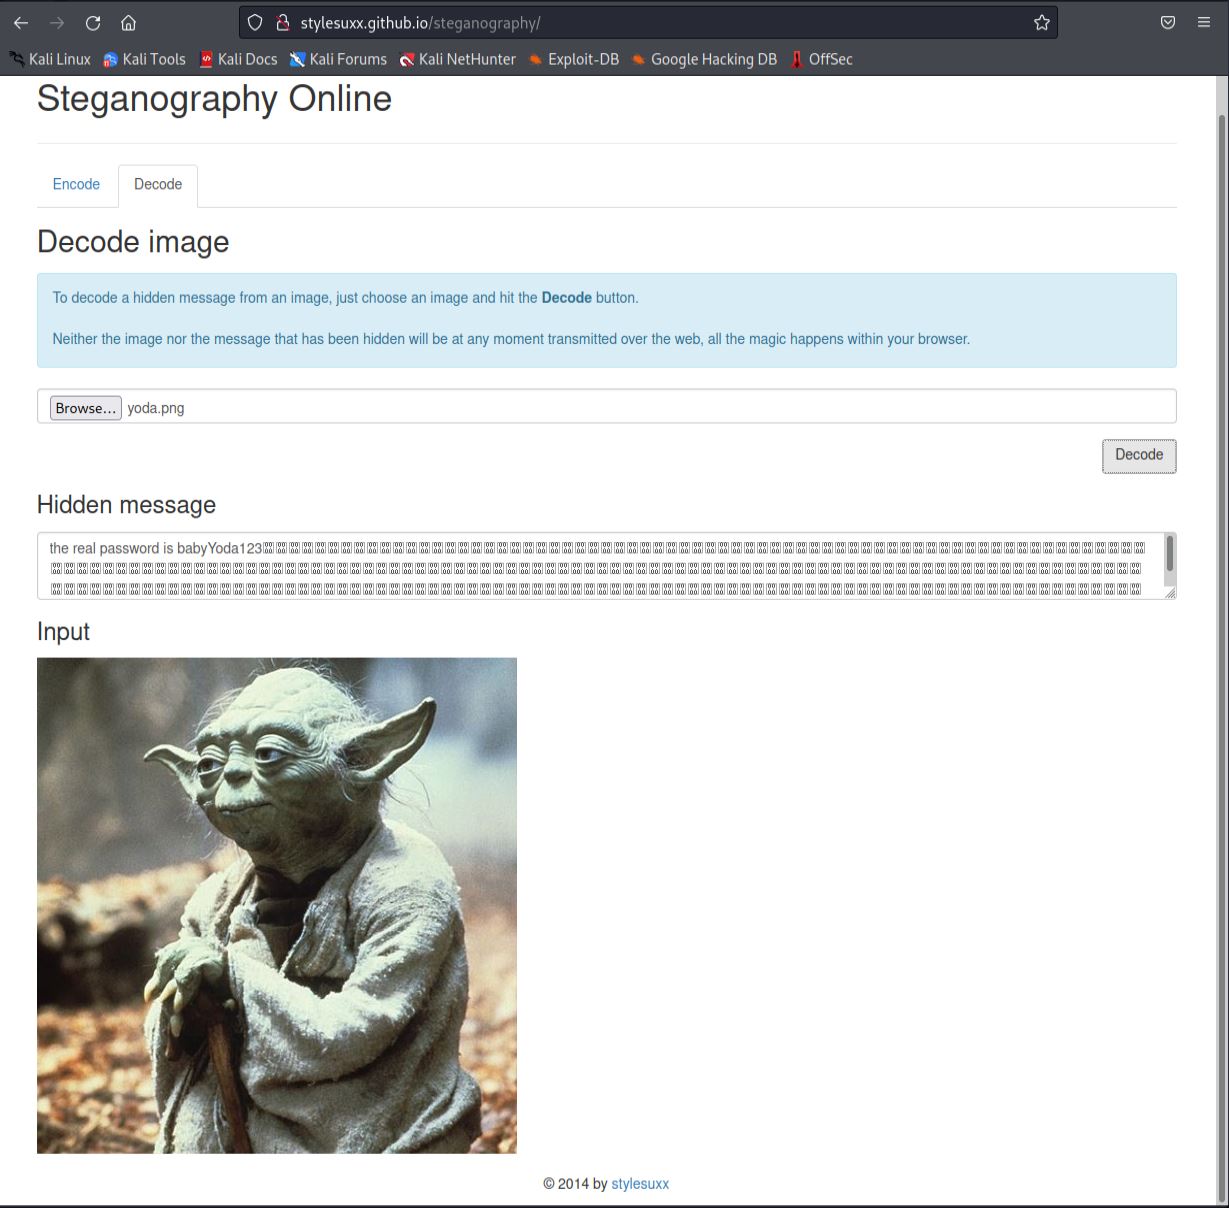 stylesuxx.github.io/steganography/
Kali Linux Kali Tools Kali Docs Kali Forums Kali NetHunter Exploit-DB Google Hacking DB OffSec
Steganography Online
Encode Decode
Decode image
To decode a hidden message from an image, just choose an image and hit the Decode button.
Neither the image nor the message that has been hidden will be at any moment transmitted over the web, all the magic happens within your browser.
Browse... yoda.png
Decode
Hidden message
the real password is babyYoda123
Input
© 2014 by stylesuxx